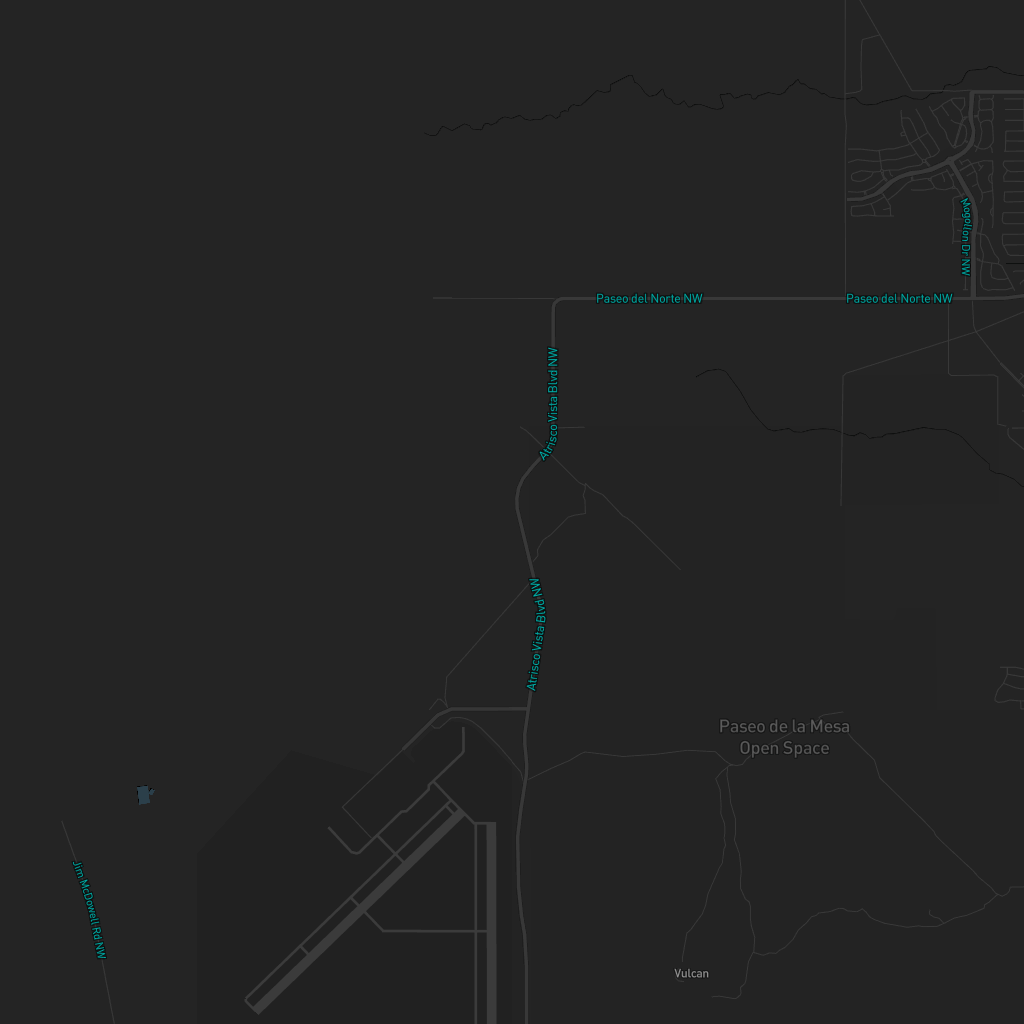 Mogollon Dr NW
Paseo del Norte NW
Paseo del Norte NW
Atrisco Vista Blvd NW
Atrisco Vista Blvd NW
Paseo de la Mesa
Open Space
Jim McDowell Rd NW
Vulcan